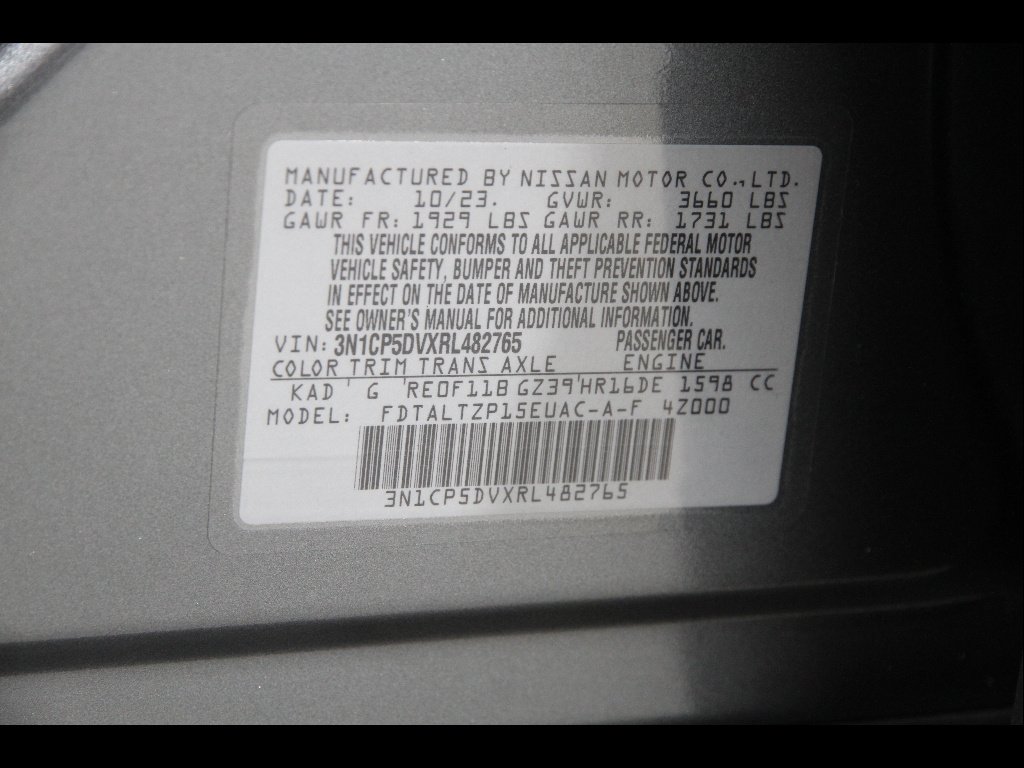 MANUFACTURED BY NISSAN MOTOR CO., LTD.
DATE: 10/23. GVWR: 3660 LBS
GAWR FR: 1929 LBS GAWR RR: 1731 LBS
THIS VEHICLE CONFORMS TO ALL APPLICABLE FEDERAL MOTOR
VEHICLE SAFETY, BUMPER AND THEFT PREVENTION STANDARDS
IN EFFECT ON THE DATE OF MANUFACTURE SHOWN ABOVE.
SEE OWNER'S MANUAL FOR ADDITIONAL INFORMATION.
VIN: 3N1CP5DVXRL482765 PASSENGER CAR.
COLOR TRIM TRANS AXLE ENGINE
KAD G RE0F11B GZ39 HR16DE 1598 CC
MODEL: FDTALTZP15EUAC-A-F 4Z000
3N1CP5DVXRL482765